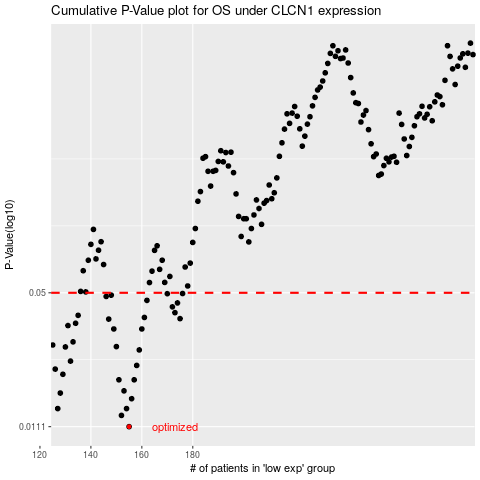 Cumulative P-Value plot for OS under CLCN1 expression
P-Value(log10)
0.05
0.0111
optimized
120 140 160 180
# of patients in 'low exp' group